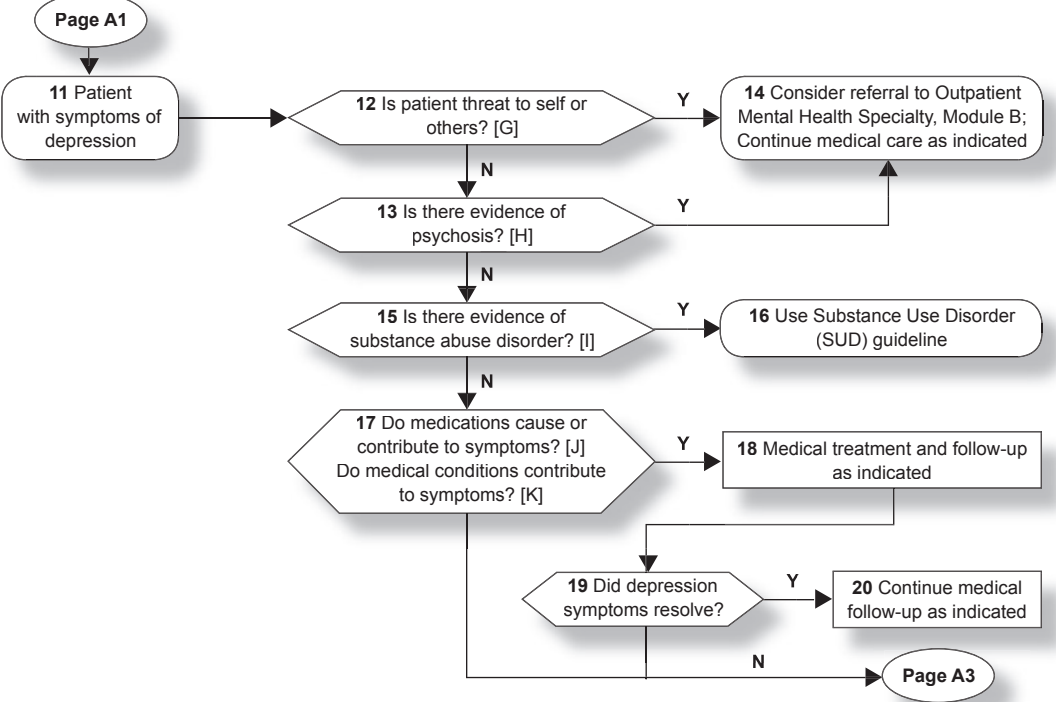 Page A1
11 Patient
with symptoms of
depression
12 Is patient threat to self or
others? [G]
Y
14 Consider referral to Outpatient
Mental Health Specialty, Module B;
Continue medical care as indicated
N
13 Is there evidence of
psychosis? [H]
Y
N
15 Is there evidence of
substance abuse disorder? [I]
Y
16 Use Substance Use Disorder
(SUD) guideline
N
17 Do medications cause or
contribute to symptoms? [J]
Do medical conditions contribute
to symptoms? [K]
Y
18 Medical treatment and follow-up
as indicated
19 Did depression
symptoms resolve?
Y
20 Continue medical
follow-up as indicated
N
Page A3